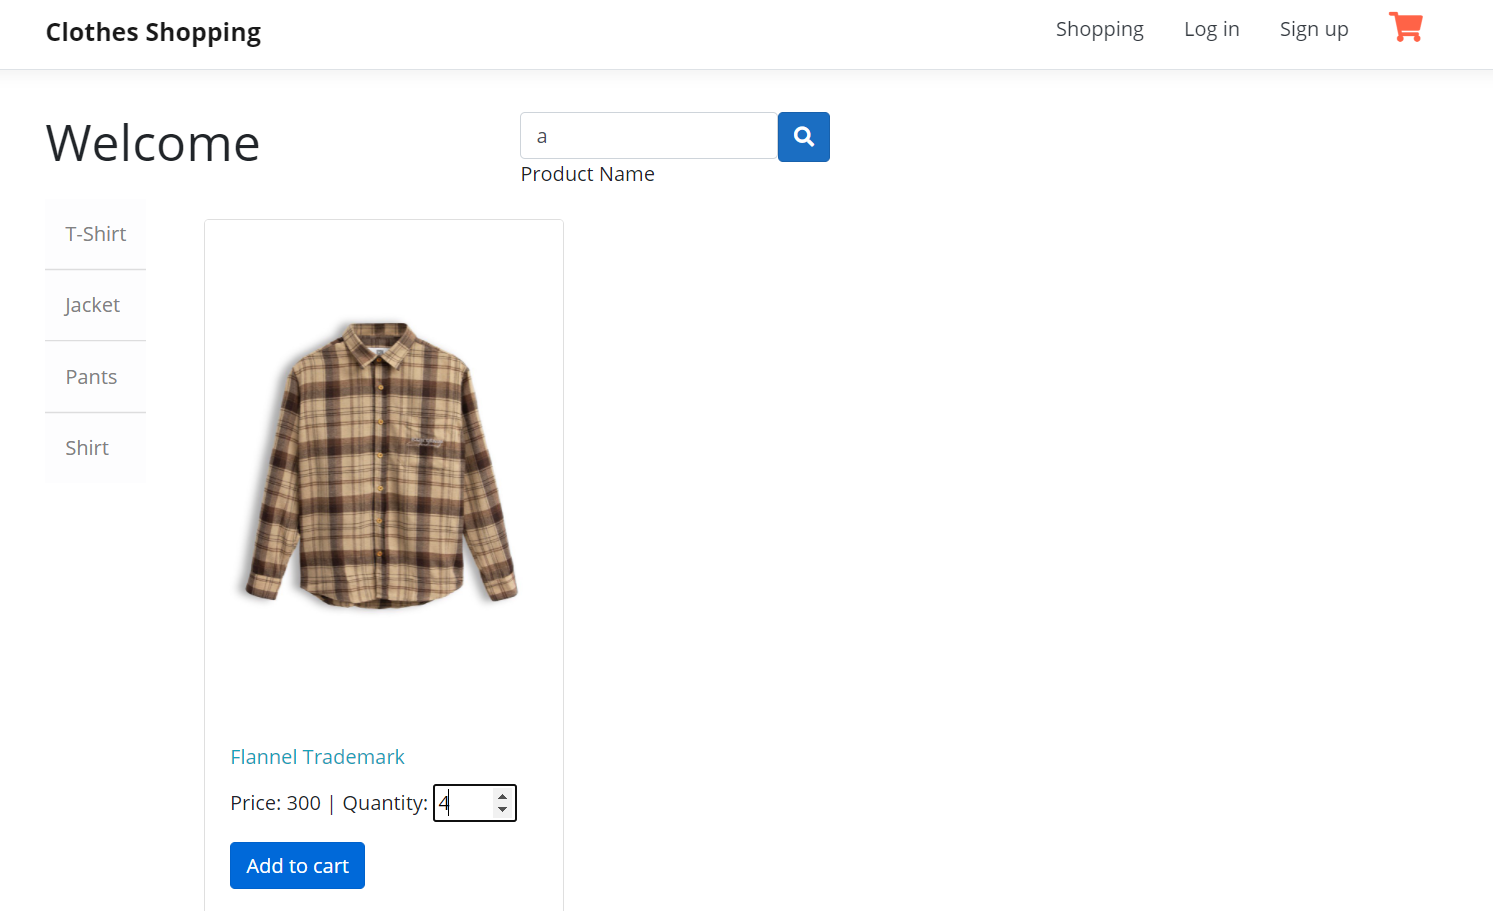 Clothes Shopping
Shopping
Log in
Sign up
Welcome
a
Product Name
T-Shirt
Jacket
Pants
Shirt
Flannel Trademark
Price: 300 | Quantity: 4
Add to cart